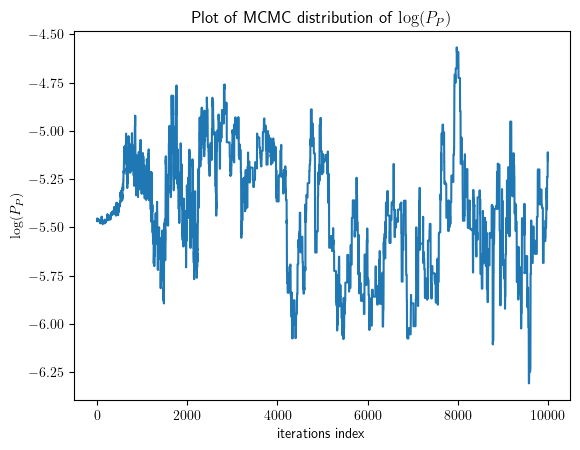 Plot of MCMC distribution of log(P_P)
log(P_P)
−4.50
−4.75
−5.00
−5.25
−5.50
−5.75
−6.00
−6.25
0 2000 4000 6000 8000 10000
iterations index